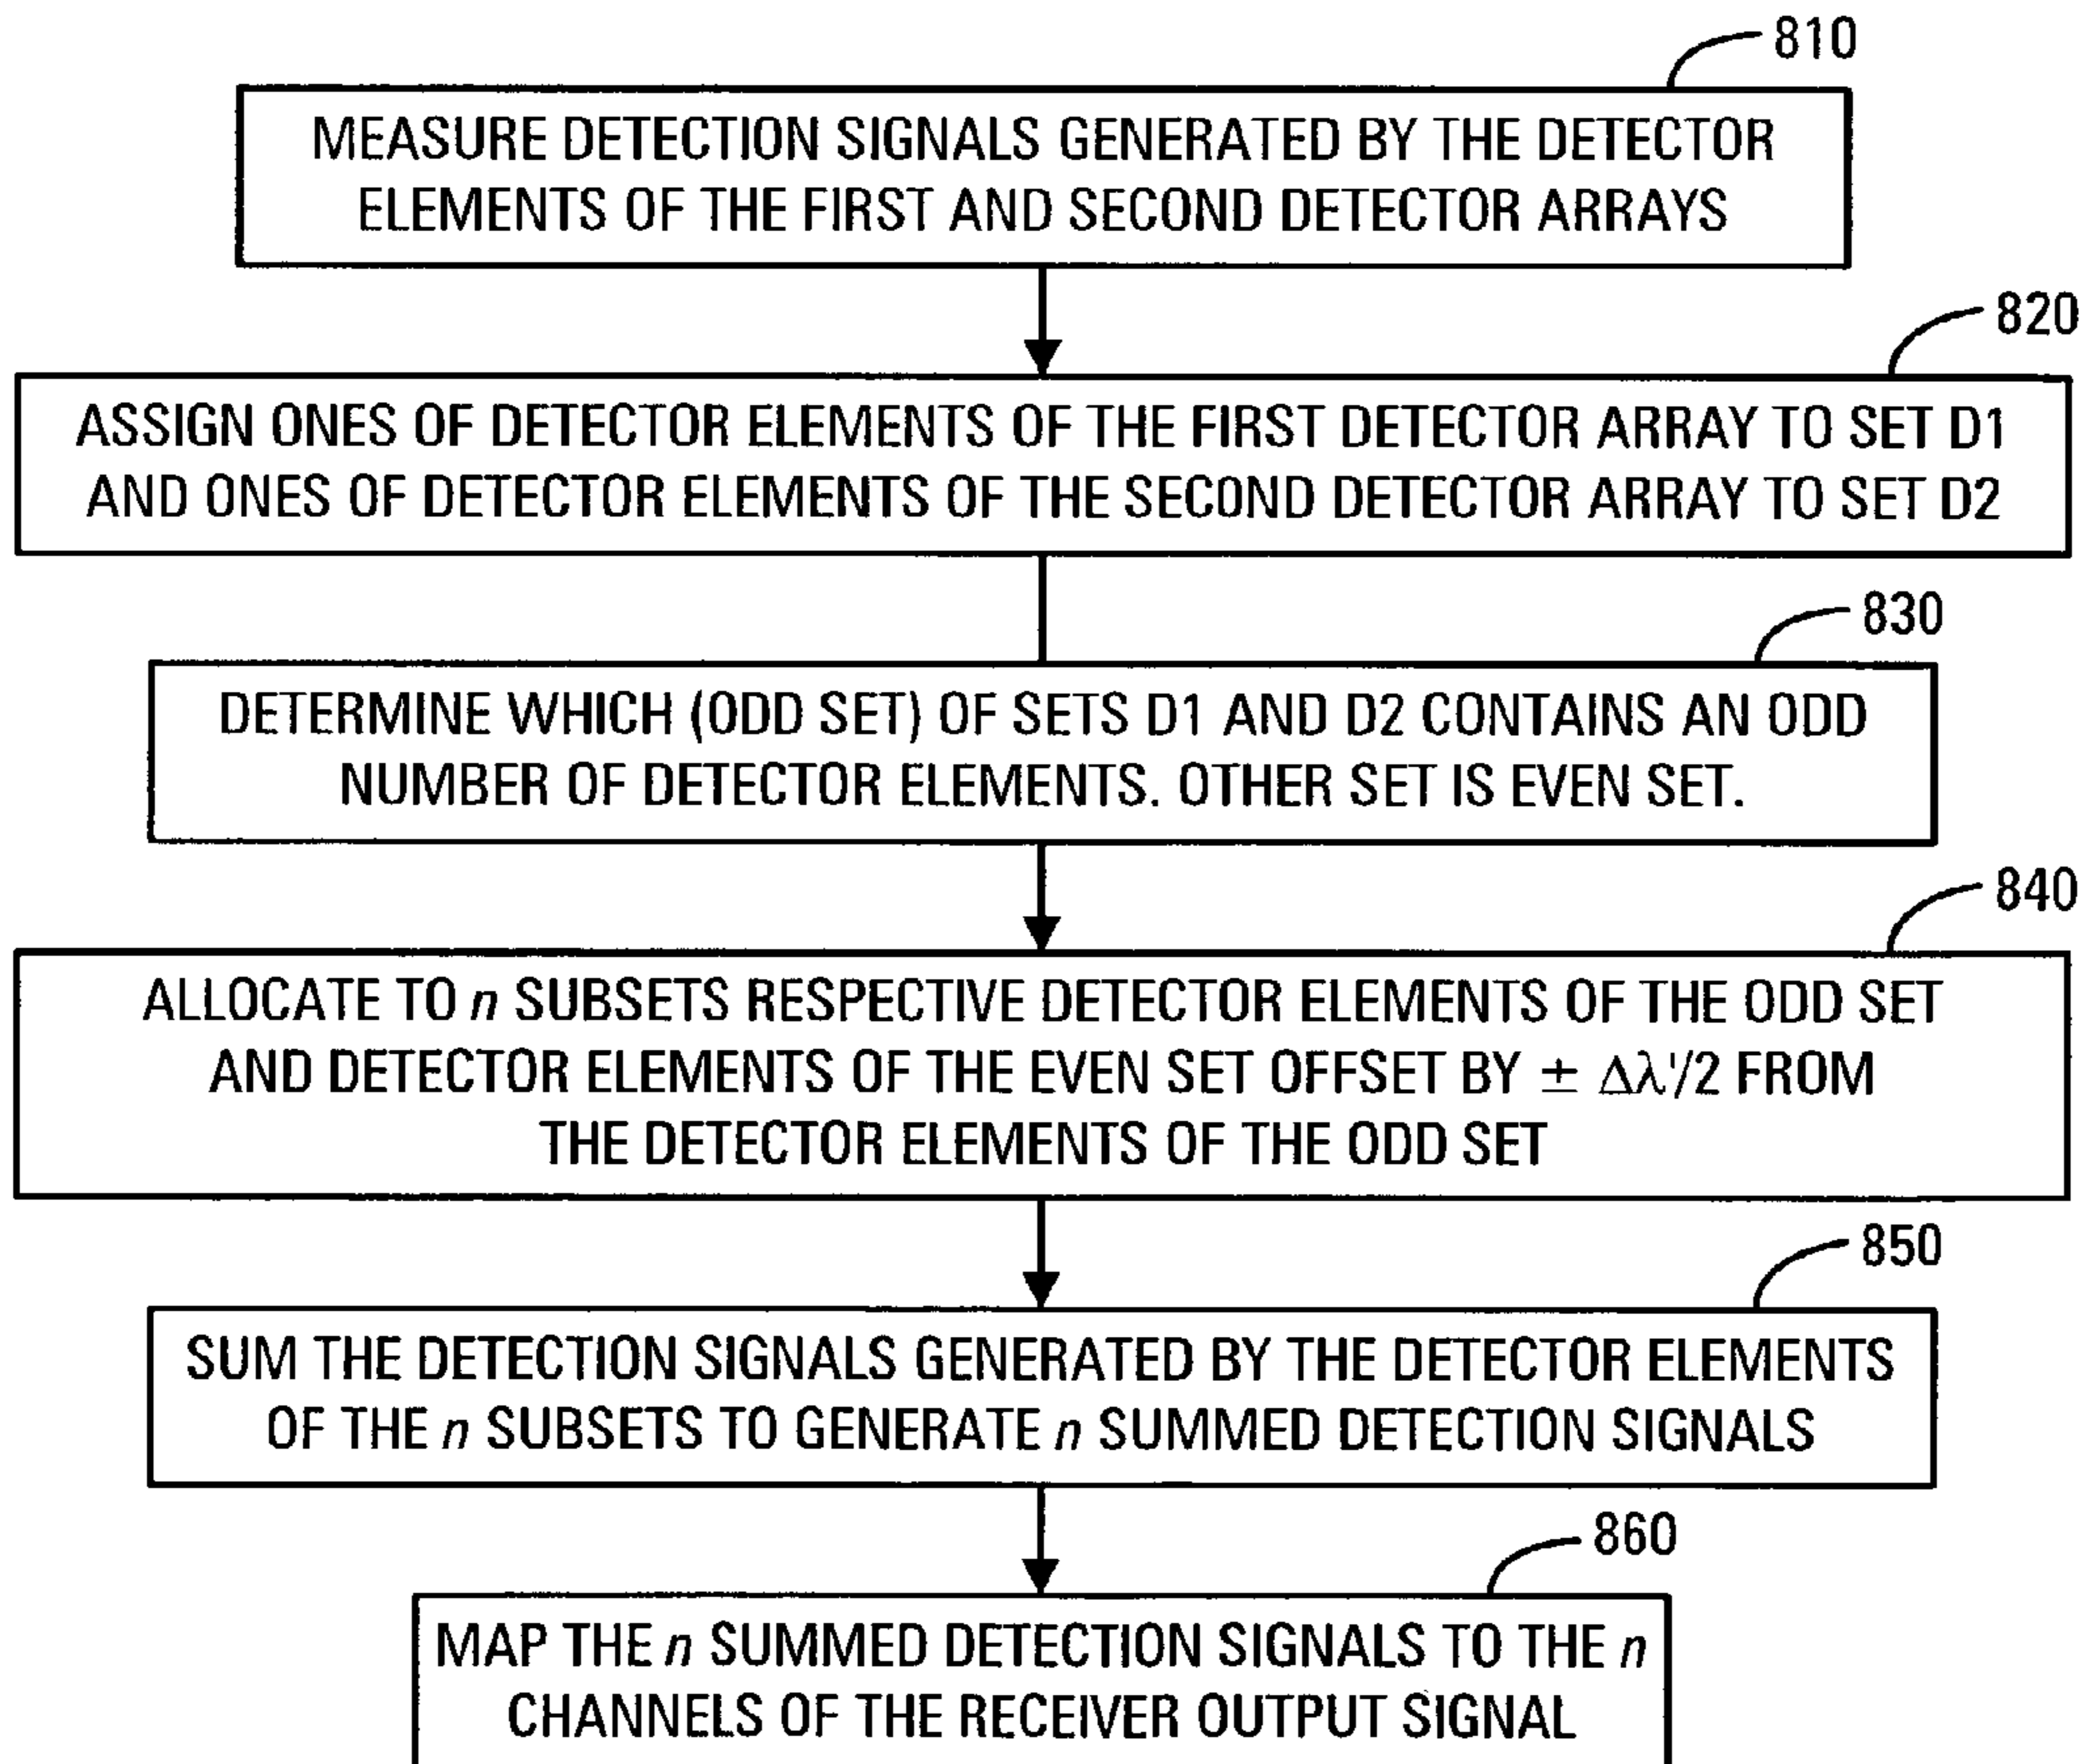 810
MEASURE DETECTION SIGNALS GENERATED BY THE DETECTOR
ELEMENTS OF THE FIRST AND SECOND DETECTOR ARRAYS
820
ASSIGN ONES OF DETECTOR ELEMENTS OF THE FIRST DETECTOR ARRAY TO SET D1
AND ONES OF DETECTOR ELEMENTS OF THE SECOND DETECTOR ARRAY TO SET D2
830
DETERMINE WHICH (ODD SET) OF SETS D1 AND D2 CONTAINS AN ODD
NUMBER OF DETECTOR ELEMENTS. OTHER SET IS EVEN SET.
840
ALLOCATE TO n SUBSETS RESPECTIVE DETECTOR ELEMENTS OF THE ODD SET
AND DETECTOR ELEMENTS OF THE EVEN SET OFFSET BY ± Δλ'/2 FROM
THE DETECTOR ELEMENTS OF THE ODD SET
850
SUM THE DETECTION SIGNALS GENERATED BY THE DETECTOR ELEMENTS
OF THE n SUBSETS TO GENERATE n SUMMED DETECTION SIGNALS
860
MAP THE n SUMMED DETECTION SIGNALS TO THE n
CHANNELS OF THE RECEIVER OUTPUT SIGNAL